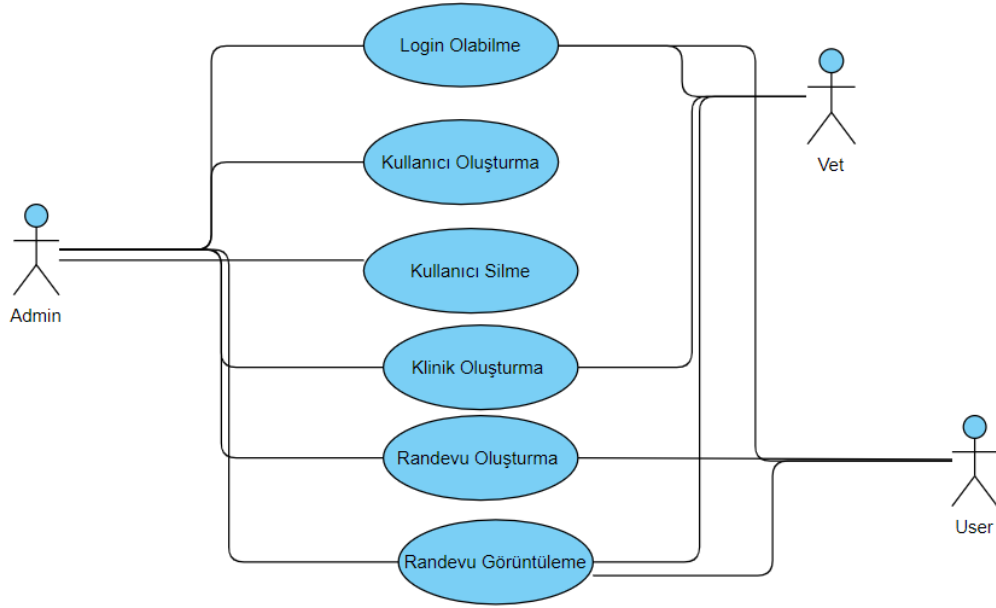 Login Olabilme
Vet
Kullanıcı Oluşturma
Admin
Kullanıcı Silme
Klinik Oluşturma
Randevu Oluşturma
User
Randevu Görüntüleme